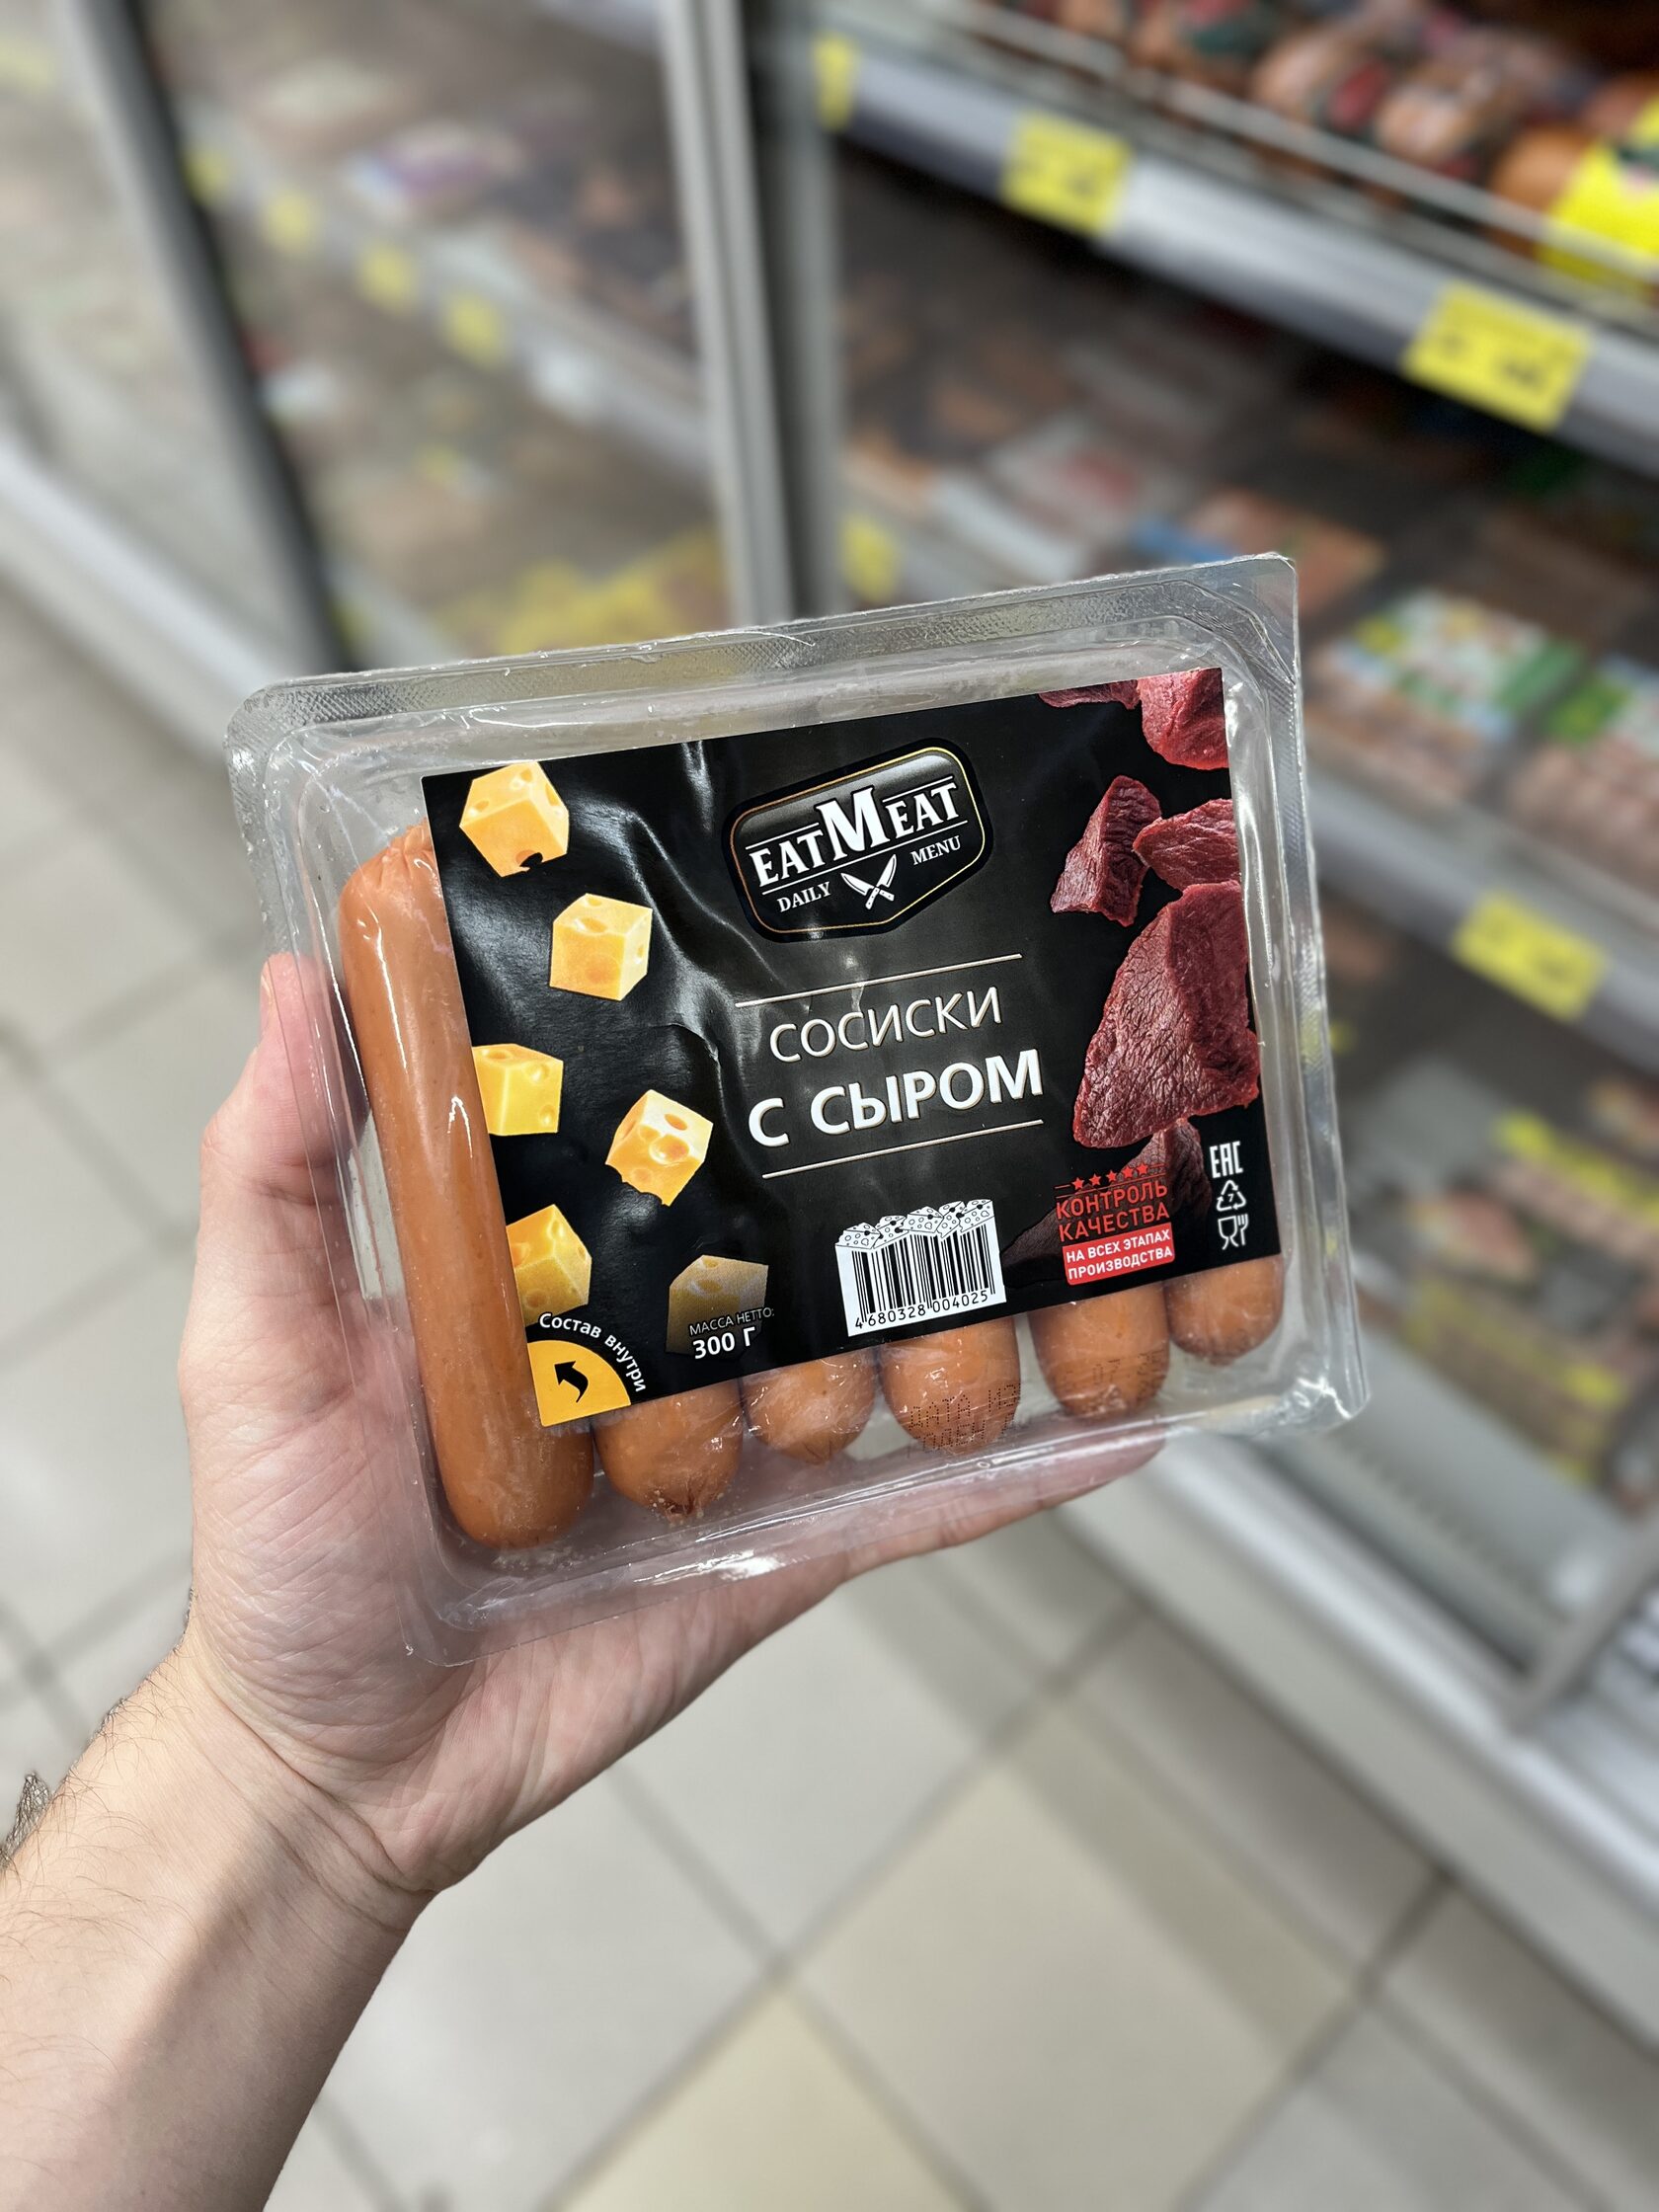 EATMEAT
DAILY MENU
СОСИСКИ
С СЫРОМ
КОНТРОЛЬ
КАЧЕСТВА
НА ВСЕХ ЭТАПАХ
ПРОИЗВОДСТВА
EAC
7
4 680328 004025
МАССА НЕТТО:
300 Г
Состав внутри